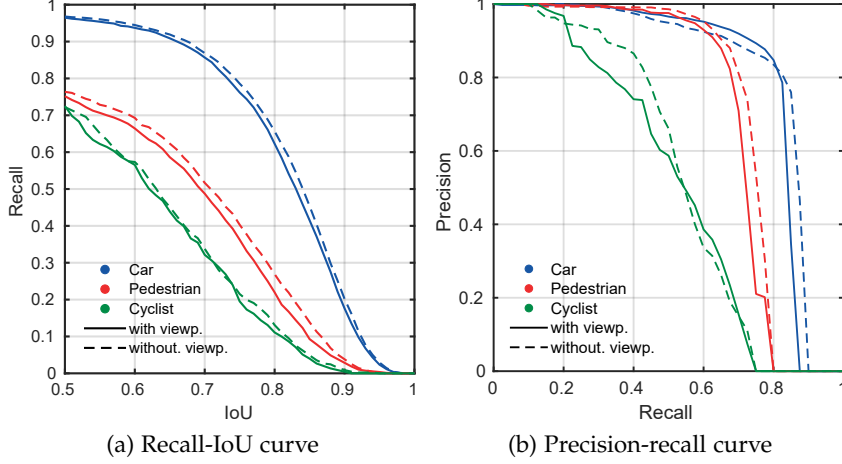 1
0.9
0.8
0.7
0.6
0.5
0.4
0.3
0.2
0.1
0
Recall
Car
Pedestrian
Cyclist
with viewp.
without. viewp.
0.5 0.6 0.7 0.8 0.9 1
IoU
(a) Recall-IoU curve
1
0.8
0.6
0.4
0.2
0
Precision
Car
Pedestrian
Cyclist
with viewp.
without. viewp.
0 0.2 0.4 0.6 0.8 1
Recall
(b) Precision-recall curve